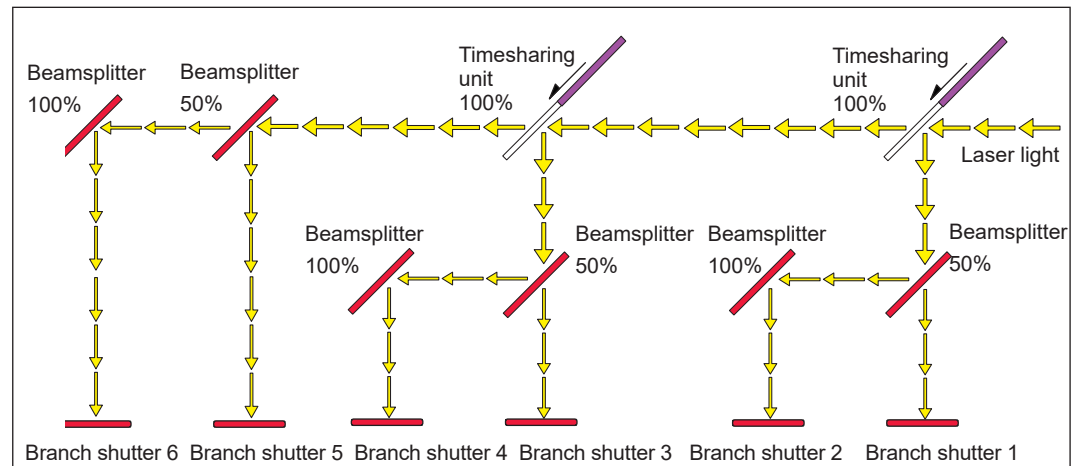 Beamsplitter
100%
Beamsplitter
50%
Timesharing
unit
100%
Timesharing
unit
100%
Laser light
Beamsplitter
100%
Beamsplitter
50%
Beamsplitter
100%
Beamsplitter
50%
Branch shutter 6
Branch shutter 5
Branch shutter 4
Branch shutter 3
Branch shutter 2
Branch shutter 1